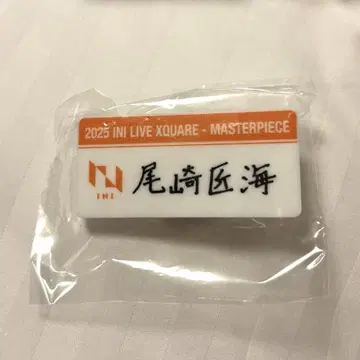 2025 INI LIVE XQUARE - MASTERPIECE
INI
尾崎匠海